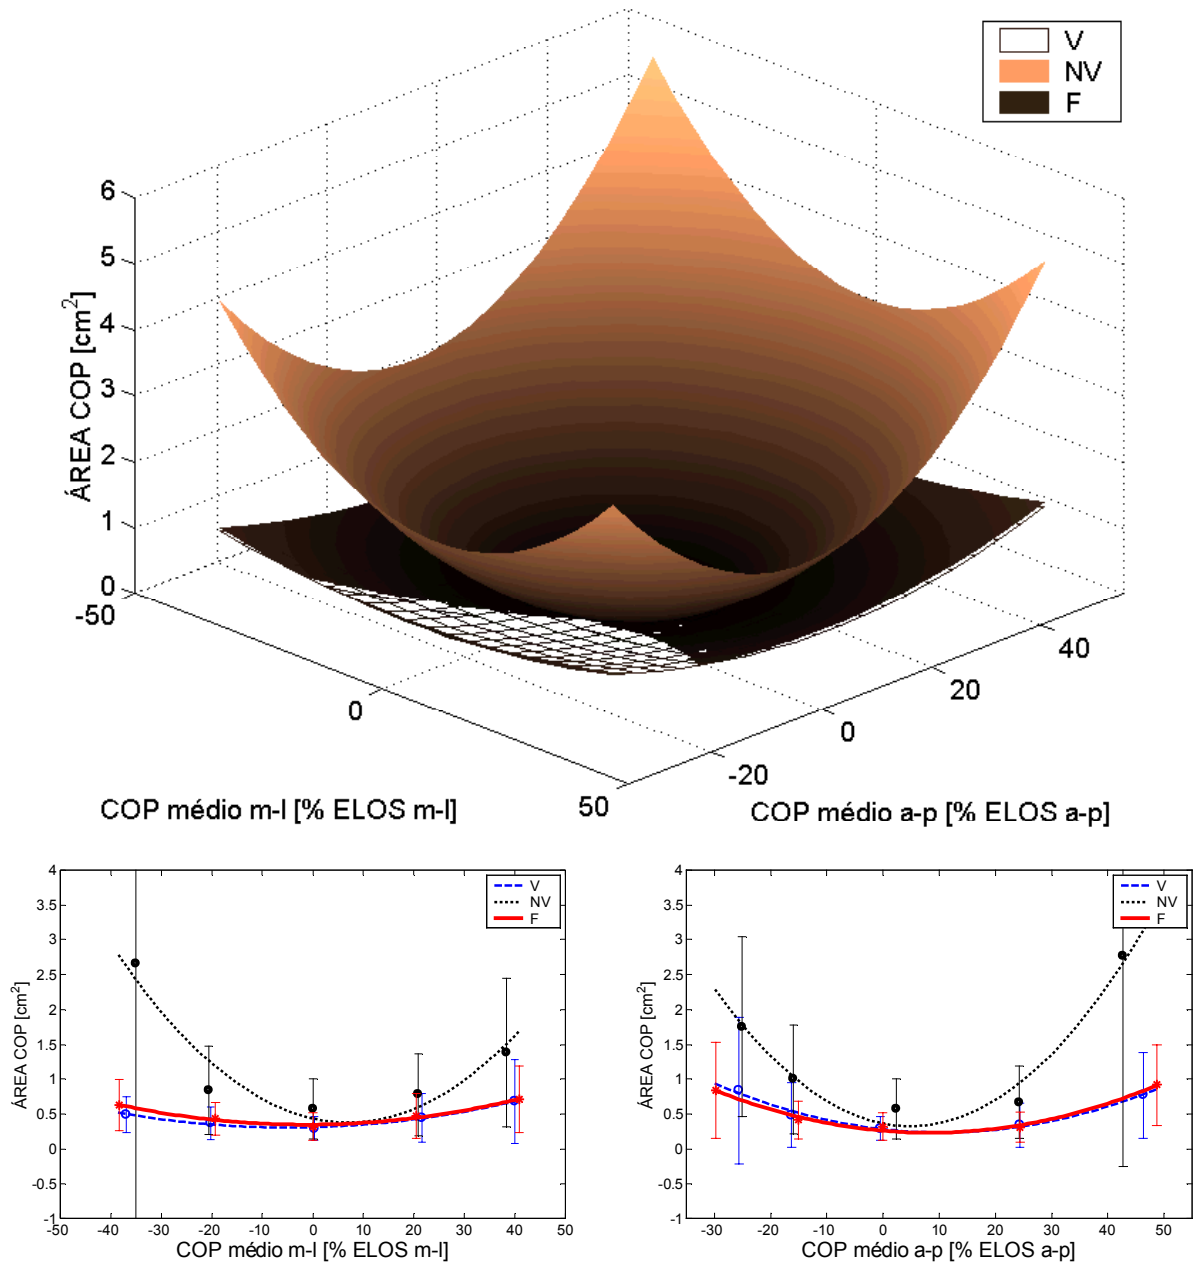 V
NV
F
6
5
4
3
2
1
0
ÁREA COP [cm²]
-50
0
50
COP médio m-l [% ELOS m-l]
-20
0
20
40
COP médio a-p [% ELOS a-p]
4
3.5
3
2.5
2
1.5
1
0.5
0
-0.5
-1
ÁREA COP [cm²]
V
NV
F
-50 -40 -30 -20 -10 0 10 20 30 40 50
COP médio m-l [% ELOS m-l]
4
3.5
3
2.5
2
1.5
1
0.5
0
-0.5
-1
ÁREA COP [cm²]
V
NV
F
-30 -20 -10 0 10 20 30 40 50
COP médio a-p [% ELOS a-p]